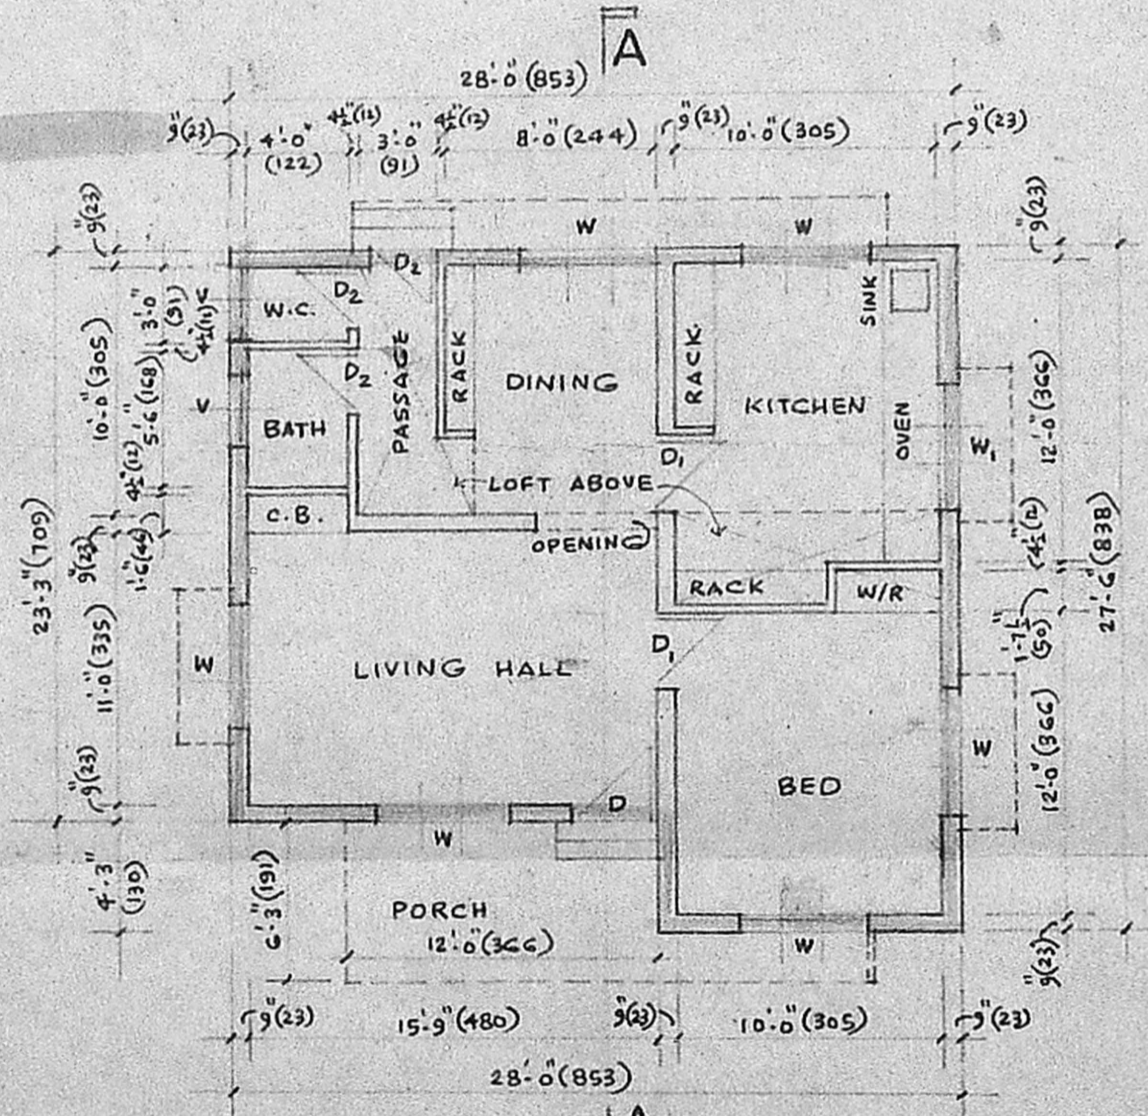 A
28'-0"(853)
9"(23)
4'-0"
(122)
4½"(12)
3'-0"
(91)
4½"(12)
8'-0"(244)
9"(23)
10'-0"(305)
9"(23)
9"(23)
W
W
9"(23)
D2
D2
W.C.
3'-0"
(91)
V
4½"(11)
SINK
10'-0"(305)
5'-6"(168)
D2
PASSAGE
RACK
DINING
RACK
KITCHEN
OVEN
W1
12'-0"(366)
V
BATH
D1
4½"(12)
LOFT ABOVE
C.B.
OPENING
4½"(12)
23'-3"(709)
9"(23)
1'-6"(46)
27'-6"(838)
RACK
W/R
1'-7½"
(50)
11'-0"(335)
W
LIVING HALL
D1
W
12'-0"(366)
9"(23)
BED
D
W
4'-3"
(130)
6'-3"(191)
PORCH
12'-0"(366)
W
9"(23)
9"(23)
15'-9"(480)
9"(23)
10'-0"(305)
9"(23)
28'-0"(853)
A